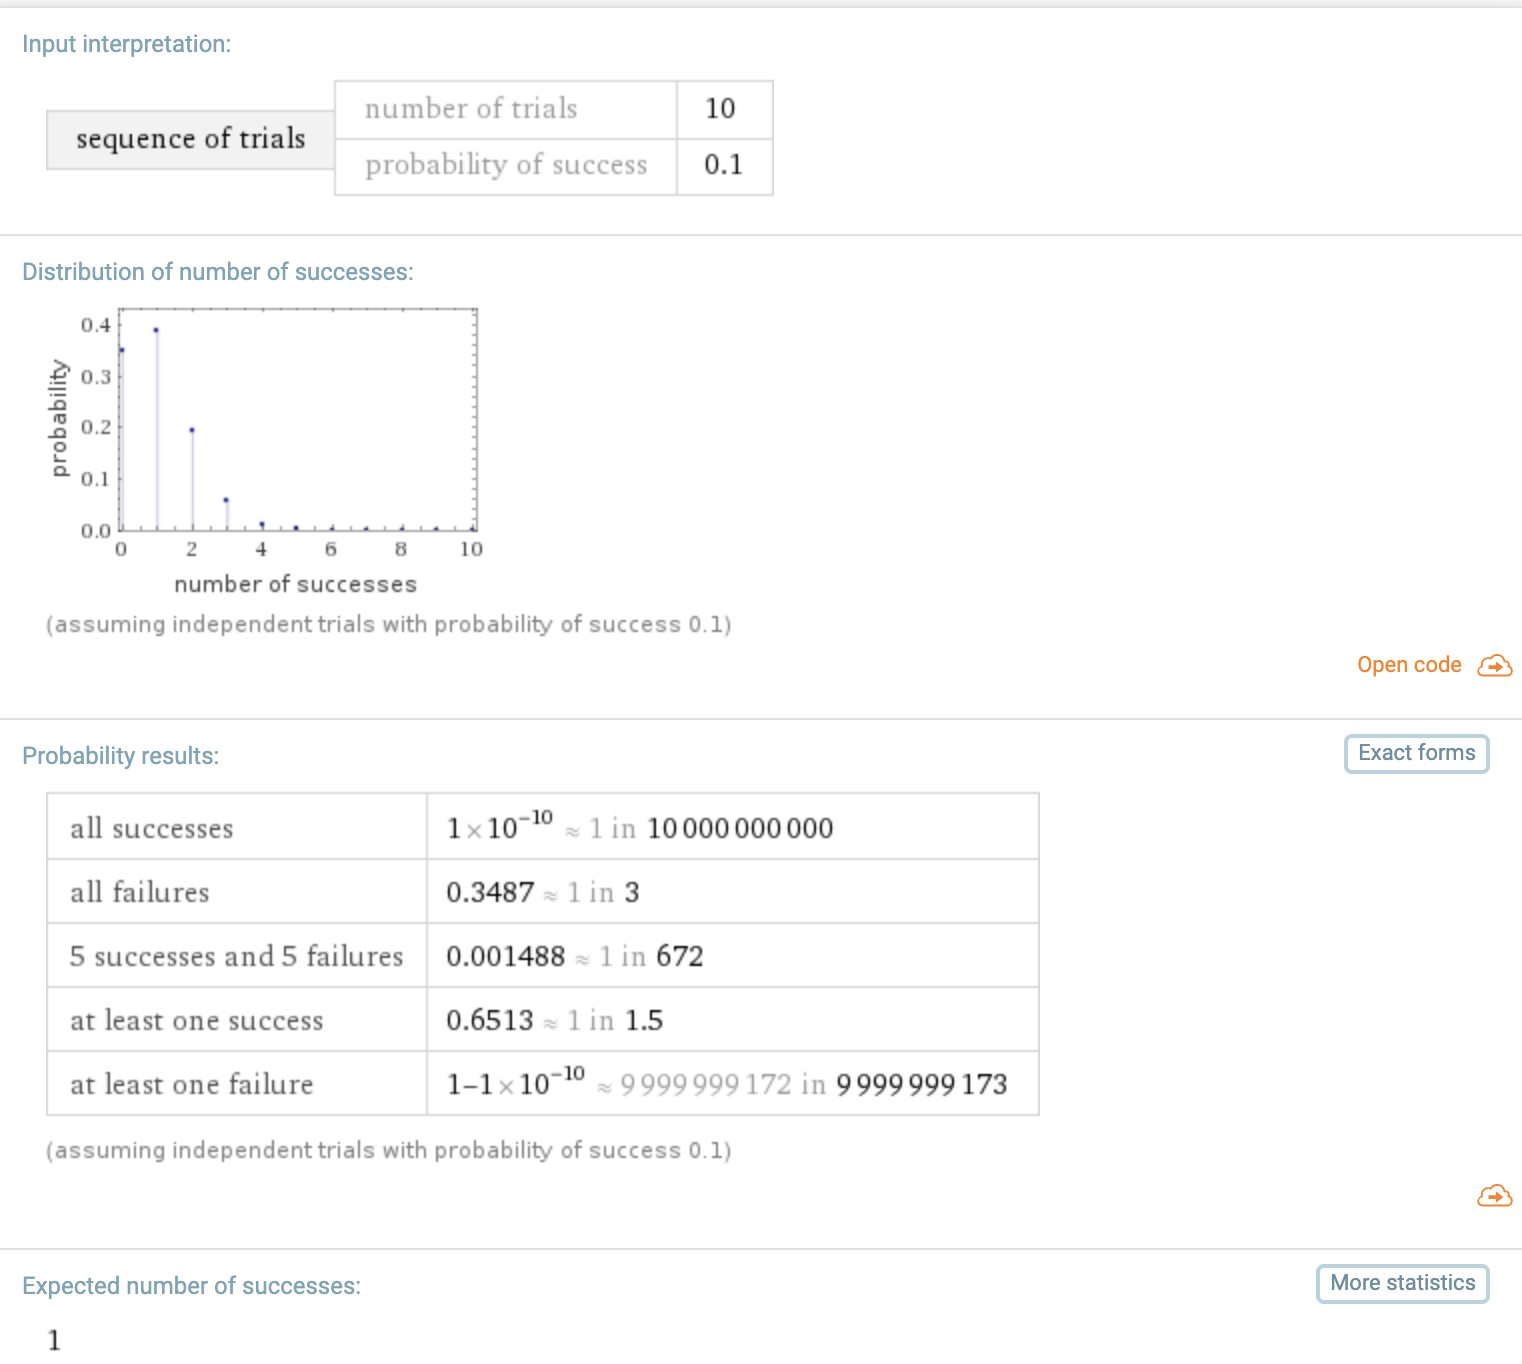 Input interpretation:
sequence of trials
number of trials 10
probability of success 0.1
Distribution of number of successes:
0.4
0.3
0.2
0.1
0.0
probability
0 2 4 6 8 10
number of successes
(assuming independent trials with probability of success 0.1)
Open code
Probability results:
Exact forms
all successes 1×10⁻¹⁰ ≈ 1 in 10 000 000 000
all failures 0.3487 ≈ 1 in 3
5 successes and 5 failures 0.001488 ≈ 1 in 672
at least one success 0.6513 ≈ 1 in 1.5
at least one failure 1–1×10⁻¹⁰ ≈ 9 999 999 172 in 9 999 999 173
(assuming independent trials with probability of success 0.1)
Expected number of successes:
More statistics
1